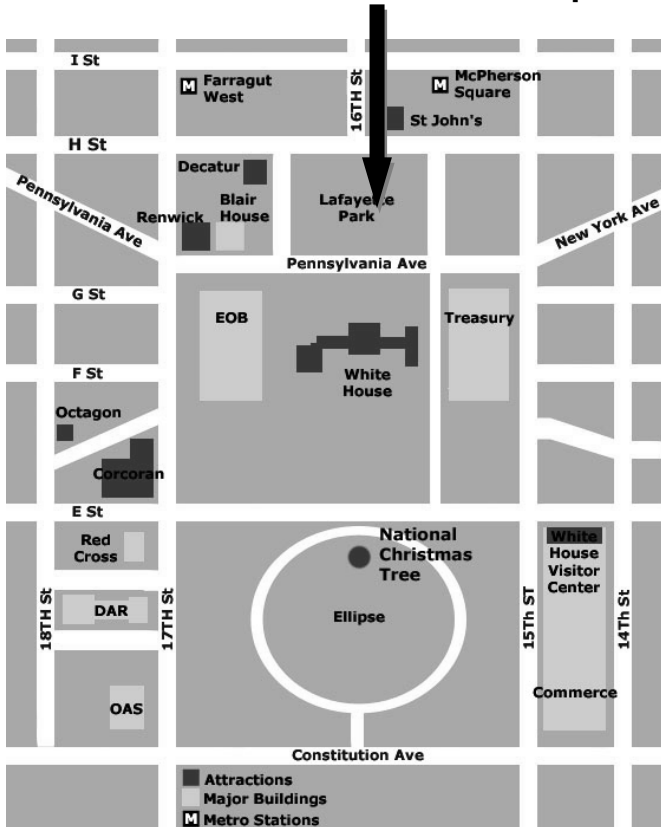 I St
16TH St
M
Farragut
West
M
McPherson
Square
St John's
H St
Decatur
Pennsylvania Ave
Blair
House
Renwick
Lafayette
Park
New York Ave
Pennsylvania Ave
G St
EOB
Treasury
White
House
F St
Octagon
Corcoran
E St
Red
Cross
National
Christmas
Tree
White
House
Visitor
Center
DAR
Ellipse
18TH St
17TH St
15Th ST
14Th St
OAS
Commerce
Constitution Ave
Attractions
Major Buildings
M Metro Stations